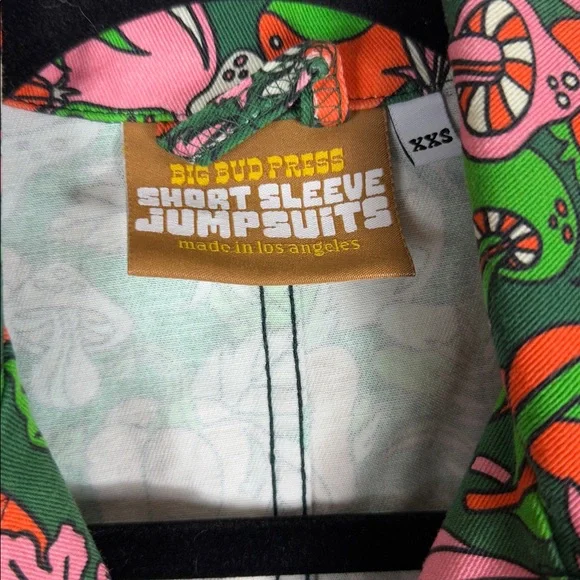 BIG BUD PRESS
SHORT SLEEVE
JUMPSUITS
made in los angeles
XXS